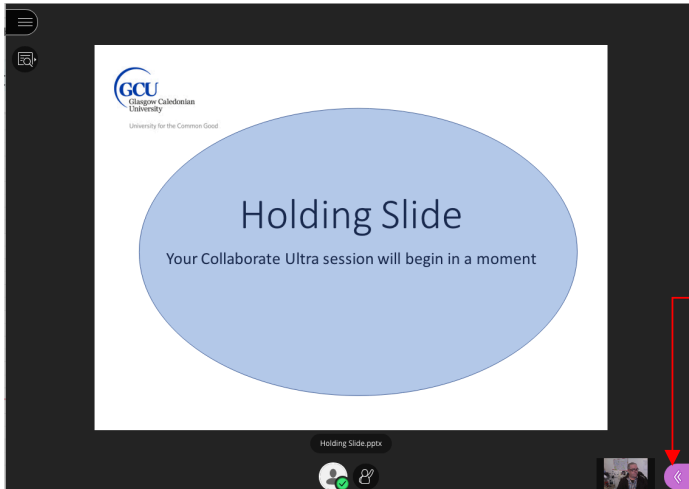 GCU
Glasgow Caledonian
University
University for the Common Good
Holding Slide
Your Collaborate Ultra session will begin in a moment
Holding Slide.pptx